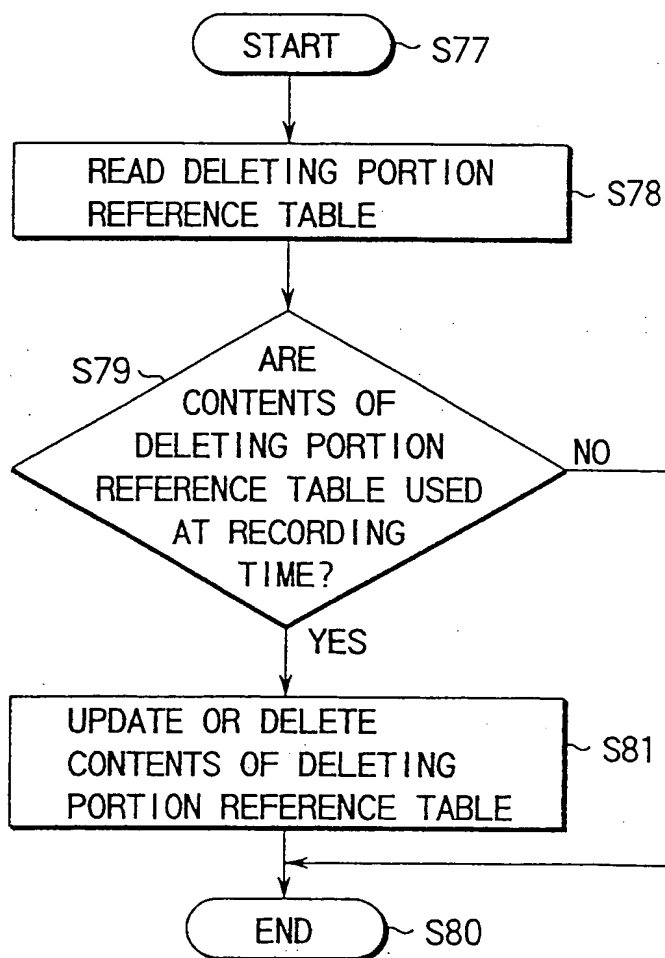 START
S77
READ DELETING PORTION
REFERENCE TABLE
S78
S79
ARE
CONTENTS OF
DELETING PORTION
REFERENCE TABLE USED
AT RECORDING
TIME?
NO
YES
UPDATE OR DELETE
CONTENTS OF DELETING
PORTION REFERENCE TABLE
S81
END
S80